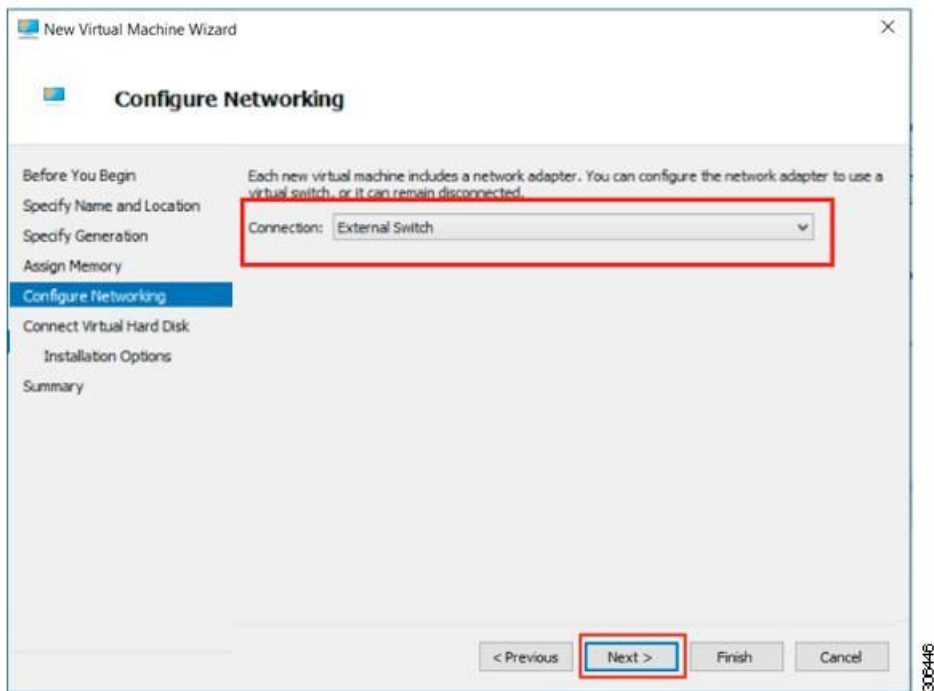 New Virtual Machine Wizard
Configure Networking
Before You Begin
Specify Name and Location
Specify Generation
Assign Memory
Configure Networking
Connect Virtual Hard Disk
Installation Options
Summary
Each new virtual machine includes a network adapter. You can configure the network adapter to use a
virtual switch, or it can remain disconnected.
Connection: External Switch
< Previous
Next >
Finish
Cancel
306446